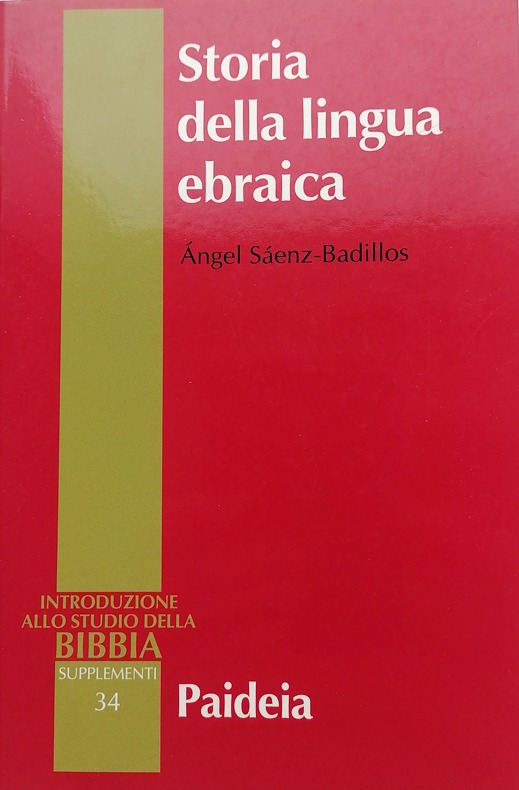 Storia
della lingua
ebraica
Ángel Sáenz-Badillos
INTRODUZIONE
ALLO STUDIO DELLA
BIBBIA
SUPPLEMENTI
34
Paideia